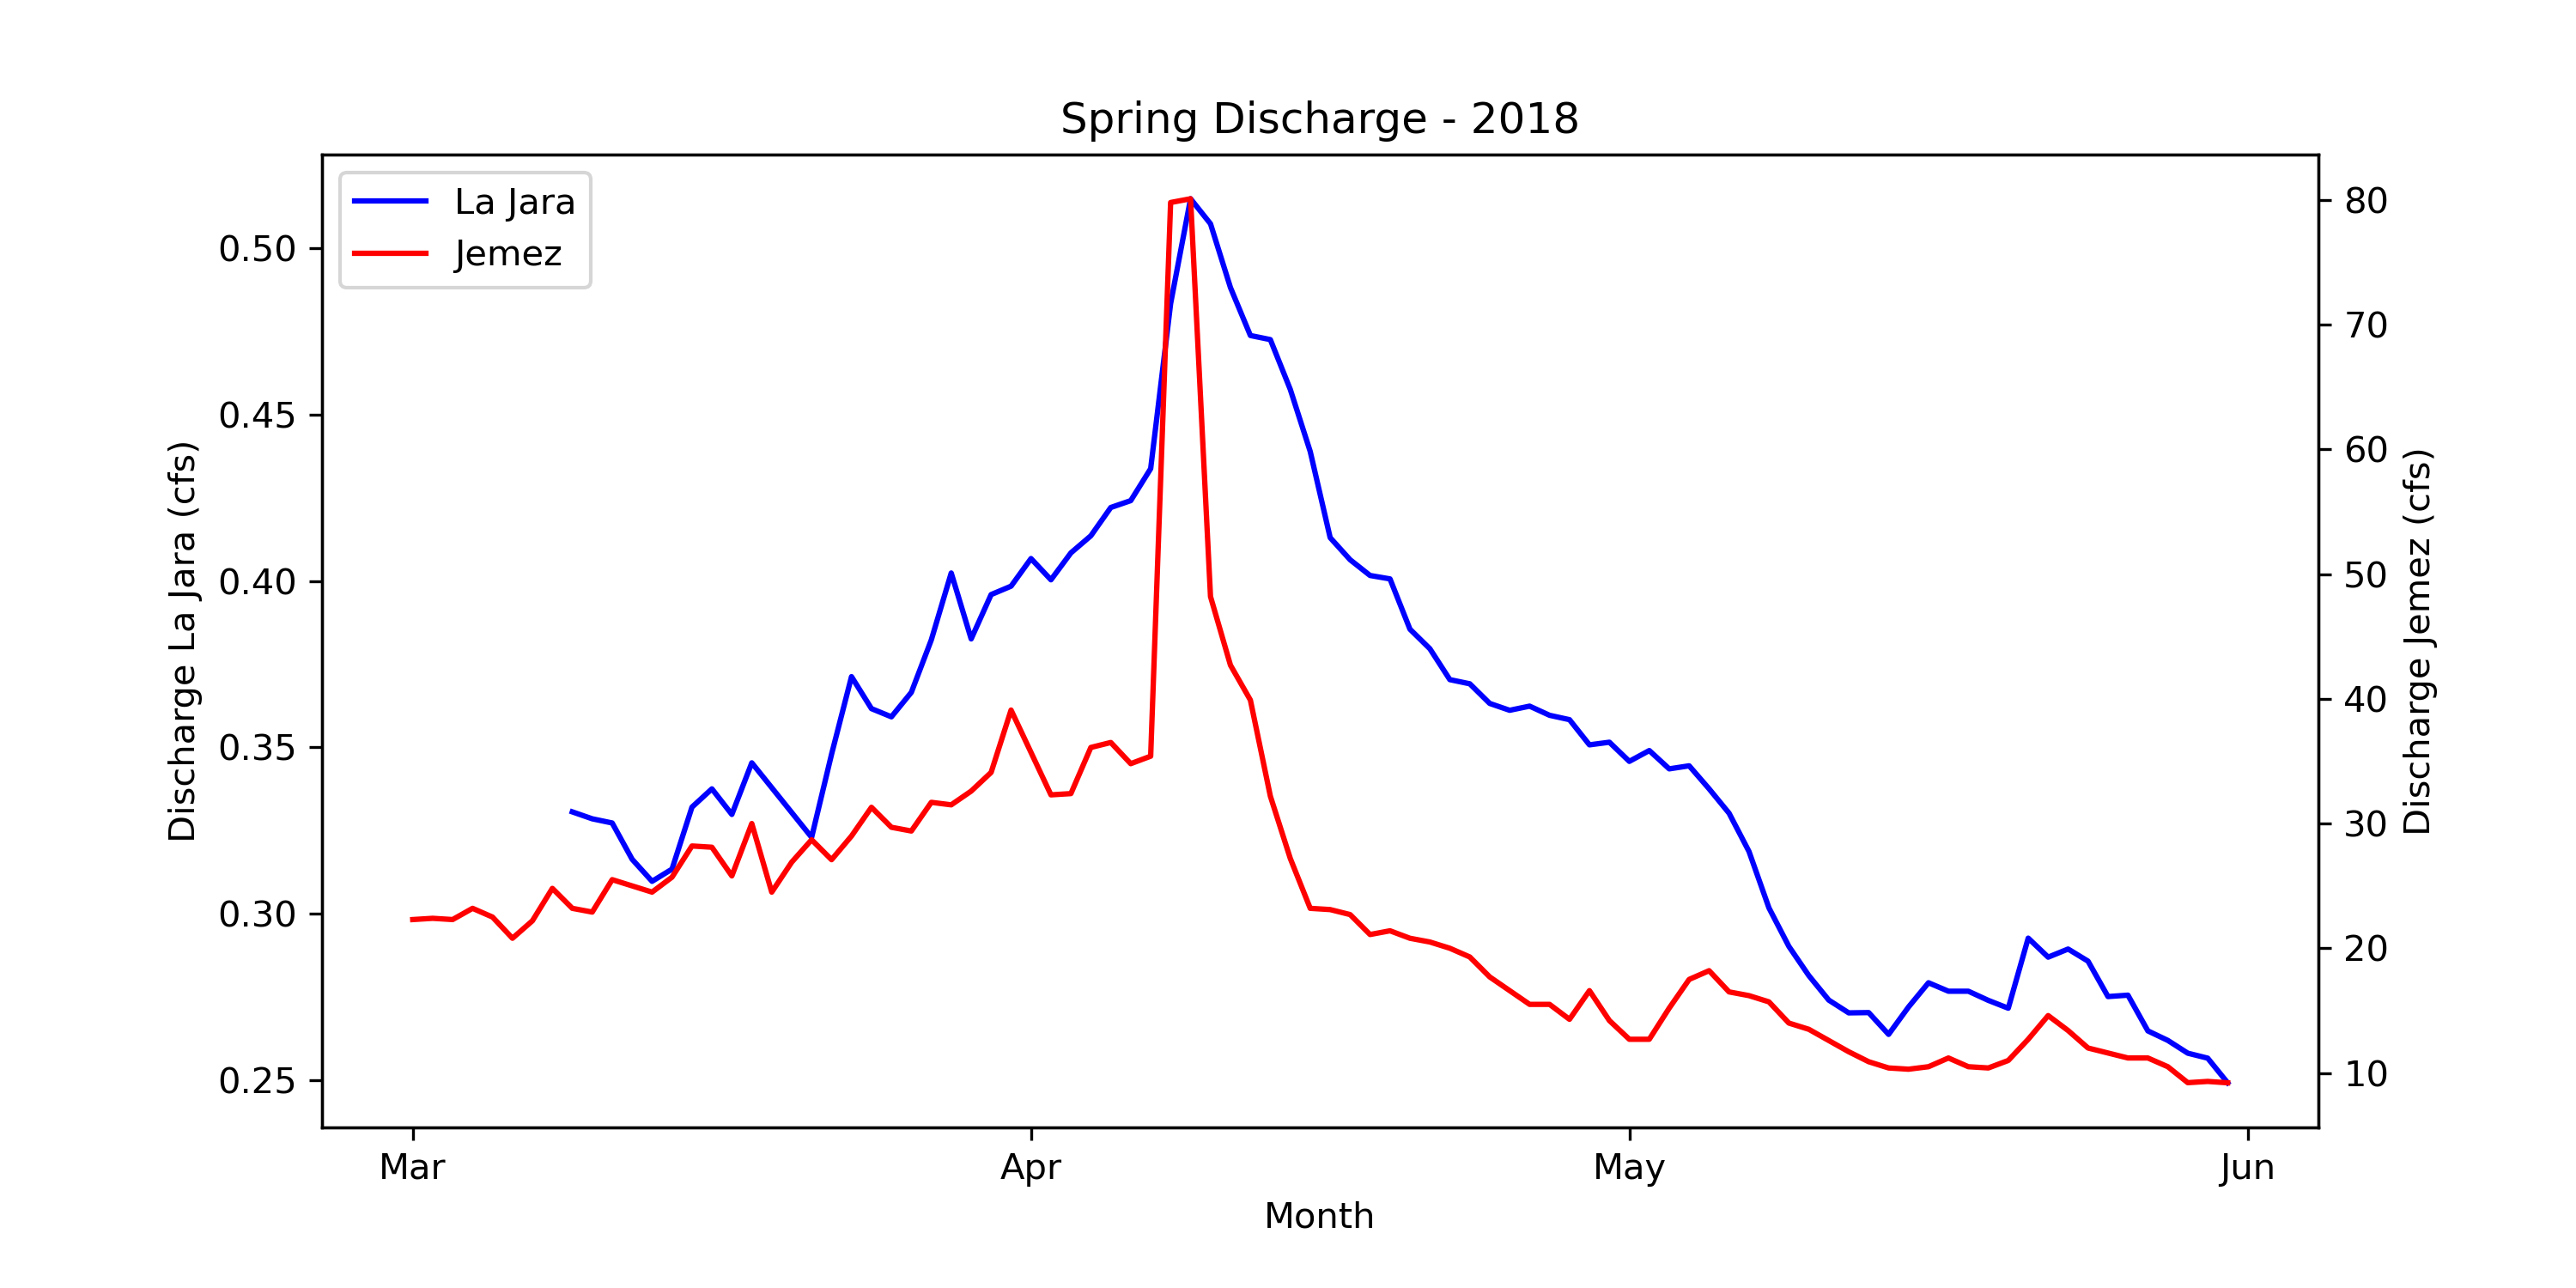 Spring Discharge - 2018
La Jara
Jemez
Discharge La Jara (cfs)
0.50
0.45
0.40
0.35
0.30
0.25
80
70
60
50
40
30
20
10
Discharge Jemez (cfs)
Mar
Apr
May
Jun
Month